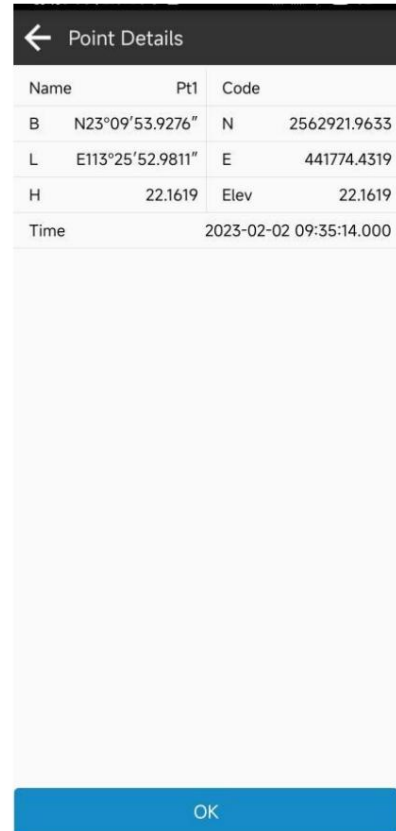 Point Details
Name Pt1 Code
B N23°09′53.9276″ N 2562921.9633
L E113°25′52.9811″ E 441774.4319
H 22.1619 Elev 22.1619
Time 2023-02-02 09:35:14.000
OK